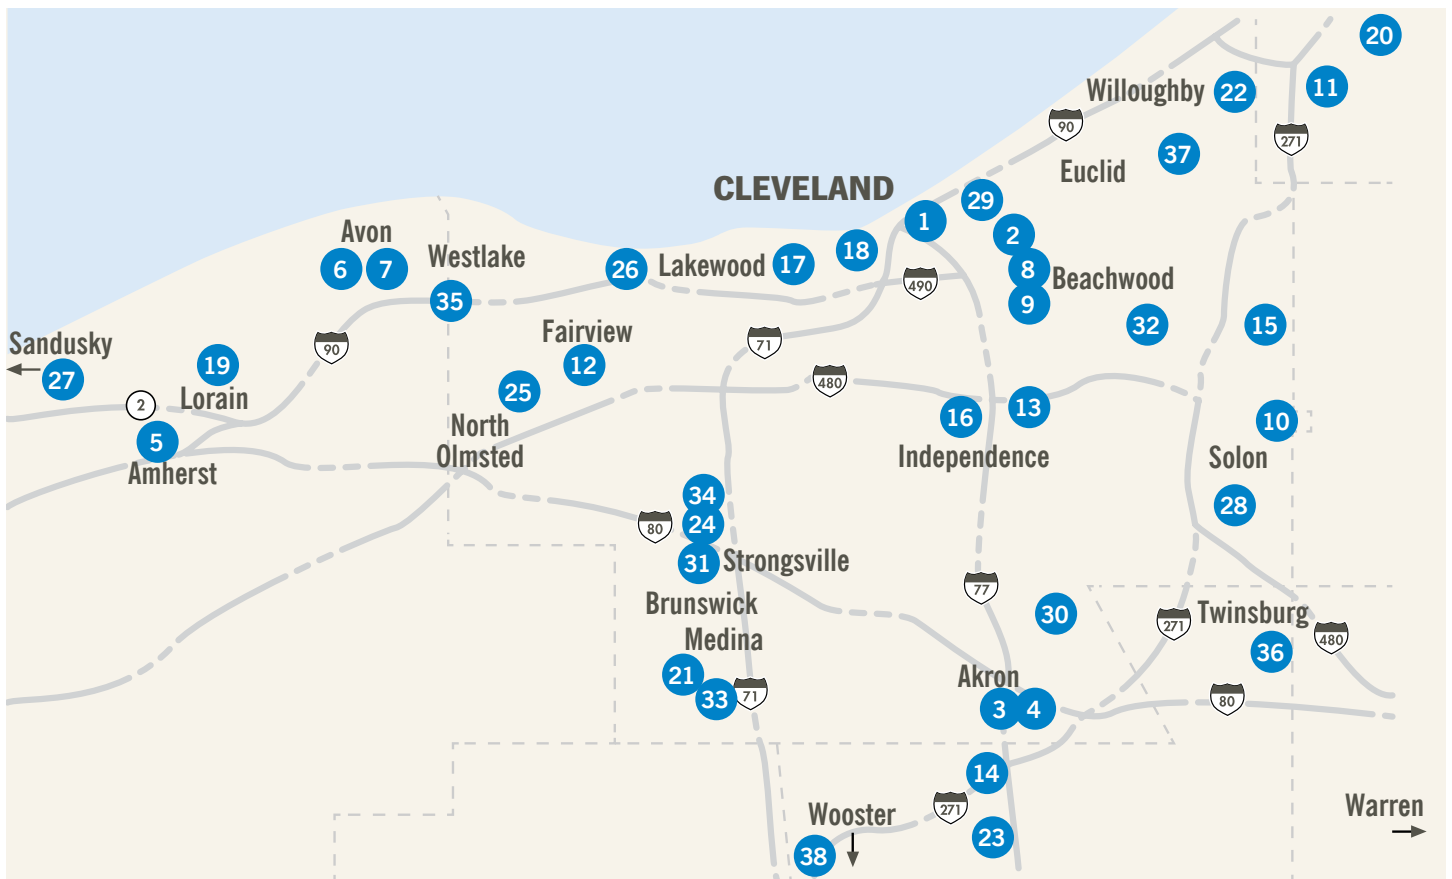 20
Willoughby
22
11
90
271
Euclid
37
CLEVELAND
29
1
2
Avon
6
7
Westlake
35
26
Lakewood
17
18
490
8
Beachwood
9
32
15
Sandusky
27
19
Lorain
90
Fairview
12
25
71
480
2
5
Amherst
North
Olmsted
16
13
Independence
10
Solon
28
34
24
80
31
Strongsville
Brunswick
Medina
21
33
71
77
30
271
Twinsburg
480
36
Akron
3
4
80
14
271
23
Wooster
38
Warren